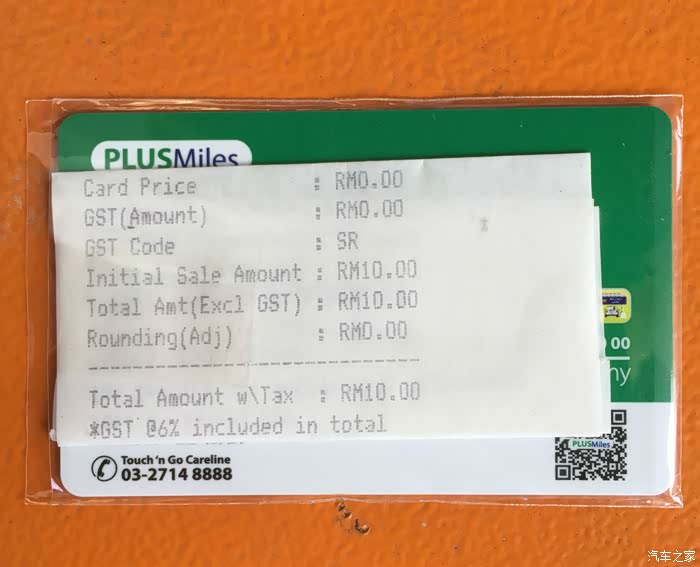 PLUSMiles
Card Price : RM0.00
GST(Amount) : RM0.00
GST Code : SR
Initial Sale Amount : RM10.00
Total Amt(Excl GST) : RM10.00
Rounding(Adj) : RM0.00
--------------------------------
Total Amount w\Tax : RM10.00
*GST @6% included in total
00
ny
Touch 'n Go Careline
03-2714 8888
PLUSMiles
汽车之家